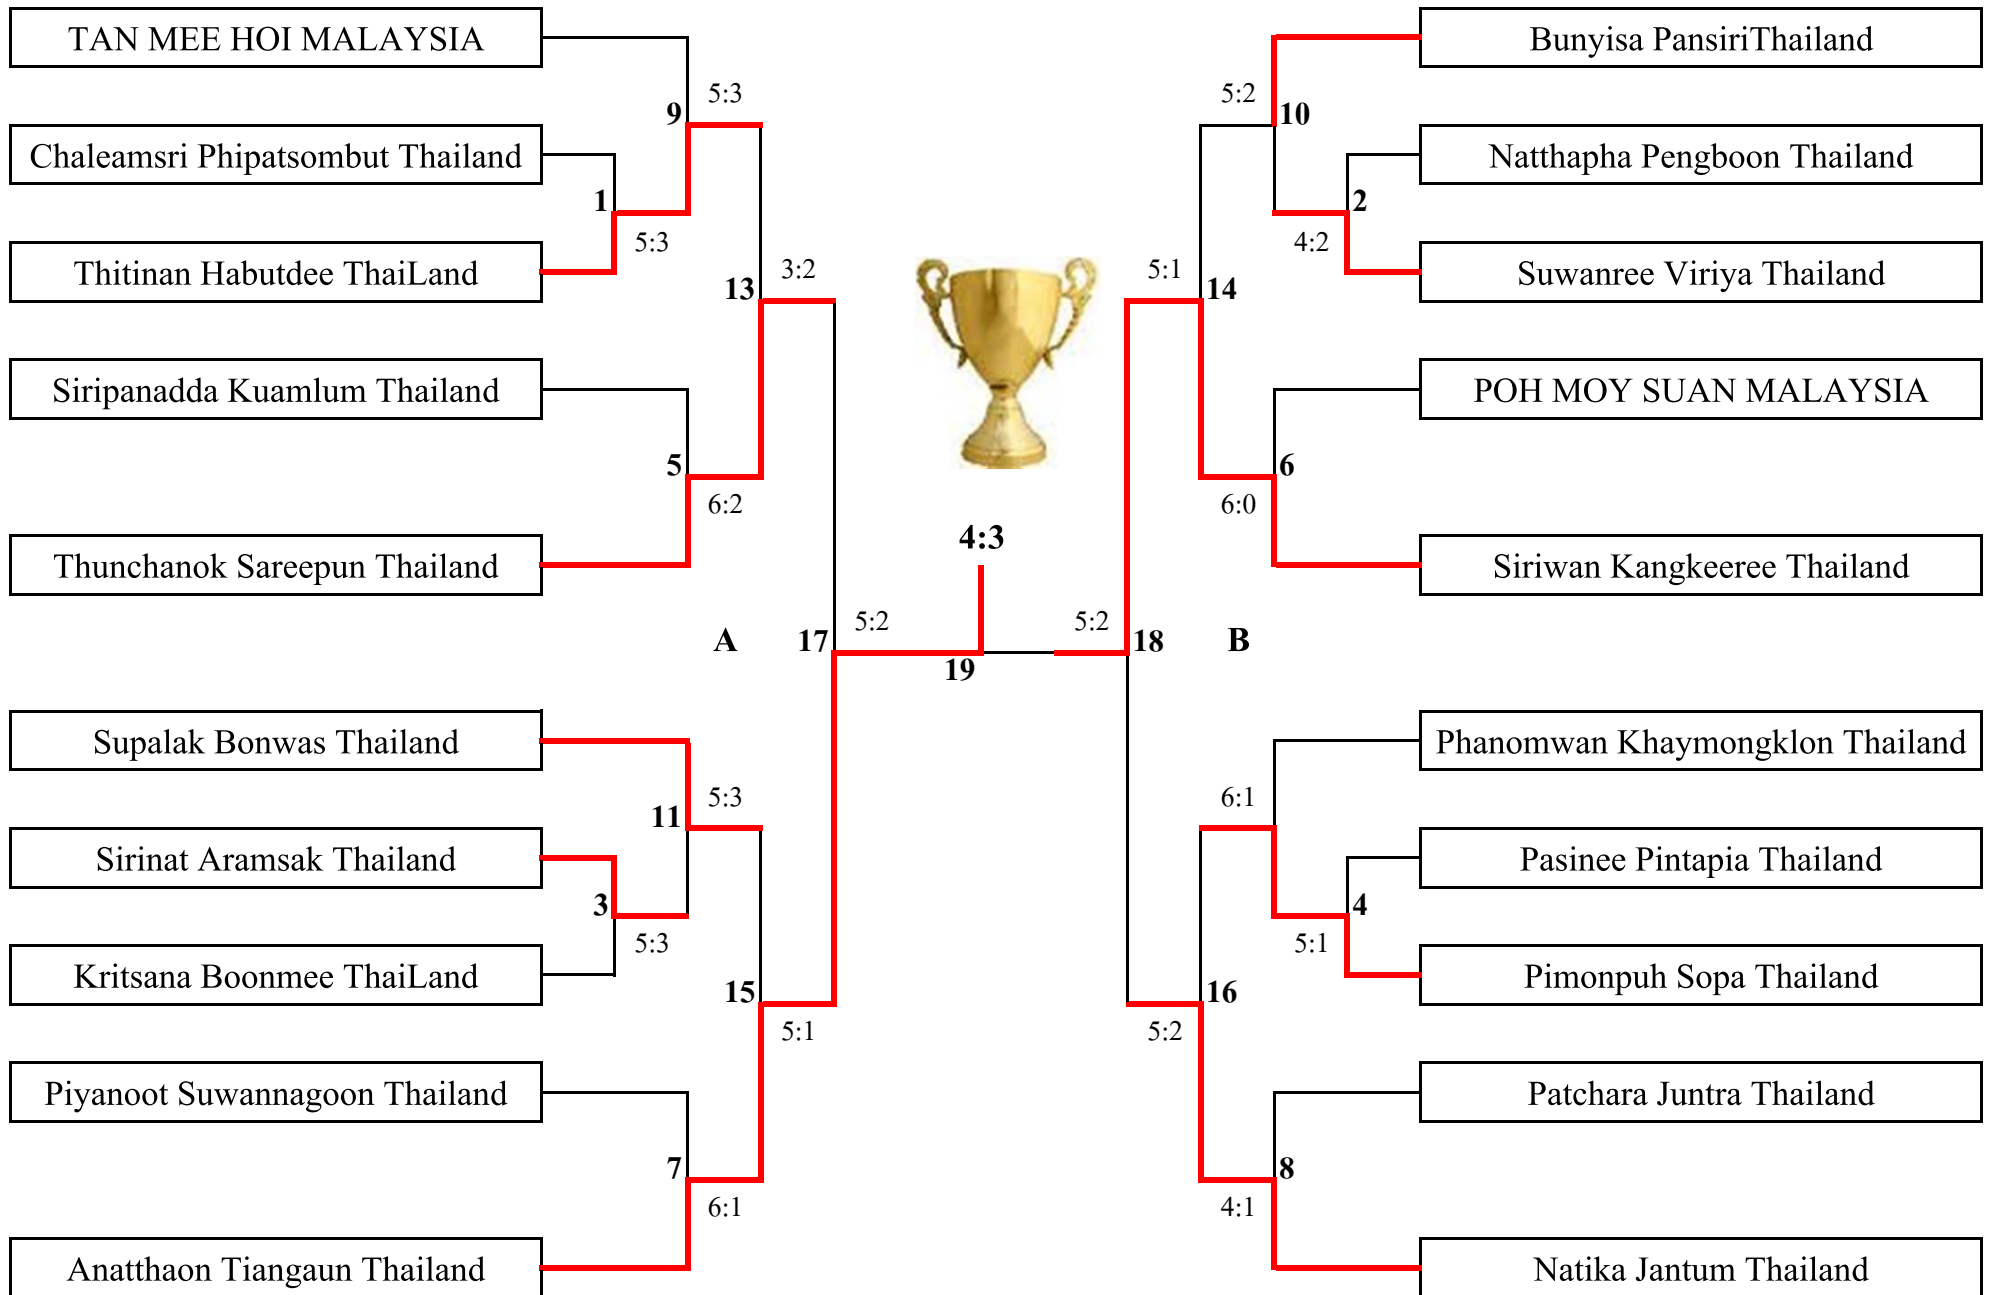 TAN MEE HOI MALAYSIA
Bunyisa PansiriThailand
5:3
5:2
9
10
Chaleamsri Phipatsombut Thailand
Natthapha Pengboon Thailand
1
2
5:3
4:2
Thitinan Habutdee ThaiLand
Suwanree Viriya Thailand
3:2
5:1
13
14
Siripanadda Kuamlum Thailand
POH MOY SUAN MALAYSIA
5
6
6:2
6:0
4:3
Thunchanok Sareepun Thailand
Siriwan Kangkeeree Thailand
5:2
5:2
A
17
18
B
19
Supalak Bonwas Thailand
Phanomwan Khaymongklon Thailand
5:3
6:1
11
Sirinat Aramsak Thailand
Pasinee Pintapia Thailand
3
4
5:3
5:1
Kritsana Boonmee ThaiLand
Pimonpuh Sopa Thailand
15
16
5:1
5:2
Piyanoot Suwannagoon Thailand
Patchara Juntra Thailand
7
8
6:1
4:1
Anatthaon Tiangaun Thailand
Natika Jantum Thailand